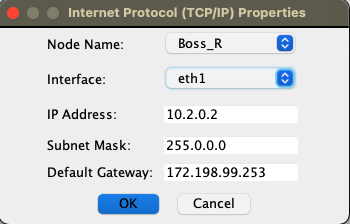 Internet Protocol (TCP/IP) Properties
Node Name: Boss_R
Interface: eth1
IP Address: 10.2.0.2
Subnet Mask: 255.0.0.0
Default Gateway: 172.198.99.253
OK Cancel